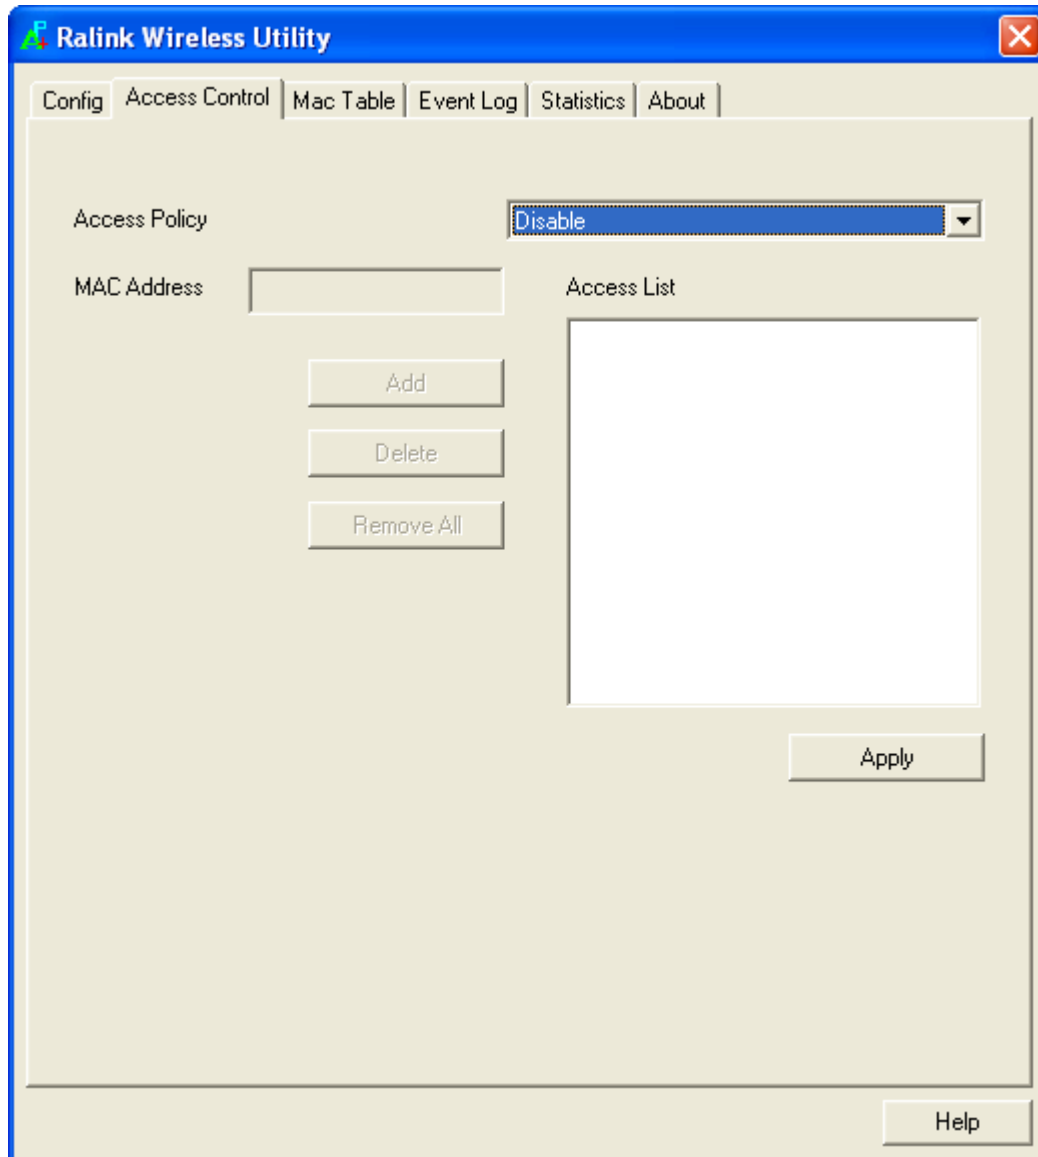 Ralink Wireless Utility
Config Access Control Mac Table Event Log Statistics About
Access Policy Disable
MAC Address Access List
Add
Delete
Remove All
Apply
Help